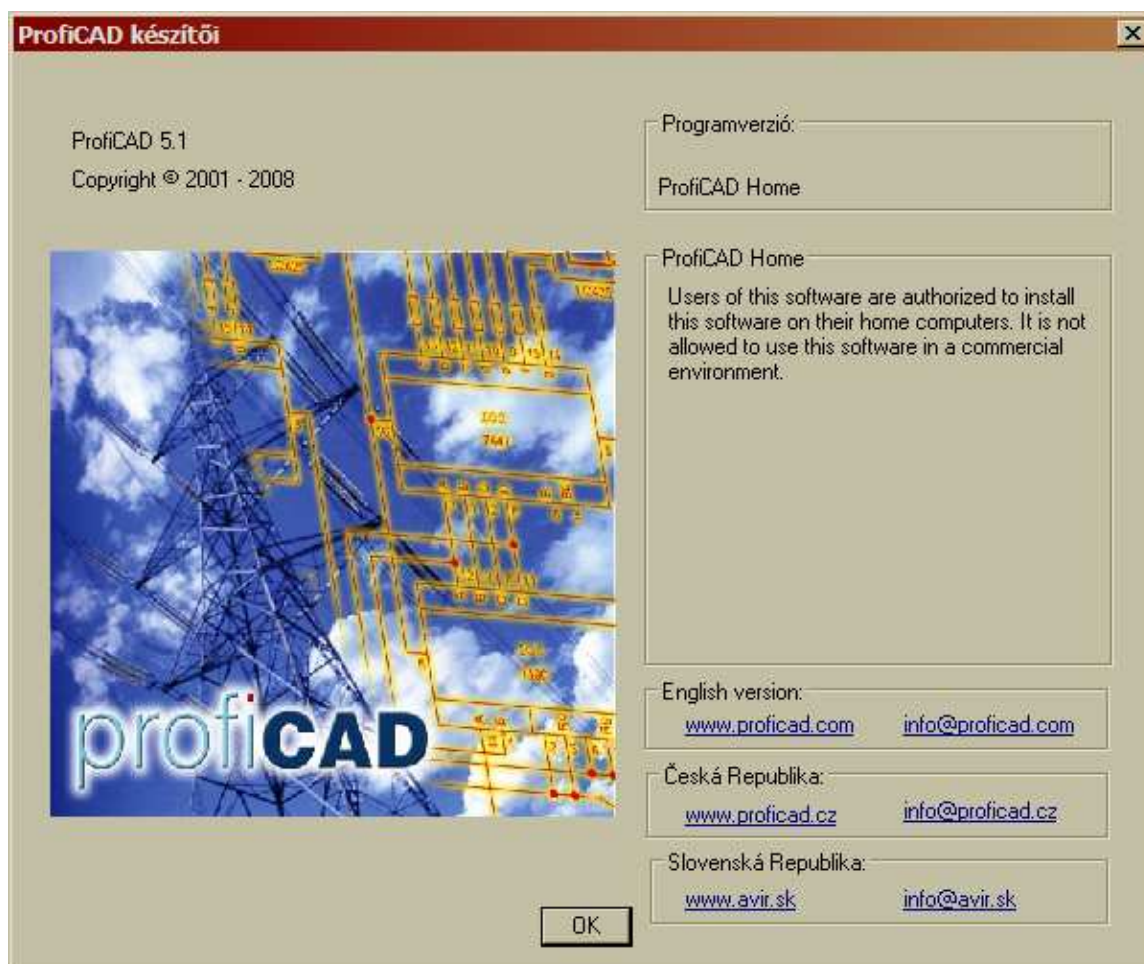 ProfiCAD készítői
ProfiCAD 5.1
Copyright © 2001 - 2008
proficAD
Programverzió:
ProfiCAD Home
ProfiCAD Home
Users of this software are authorized to install
this software on their home computers. It is not
allowed to use this software in a commercial
environment.
English version:
www.proficad.com info@proficad.com
Česká Republika:
www.proficad.cz info@proficad.cz
Slovenská Republika:
www.avir.sk info@avir.sk
OK